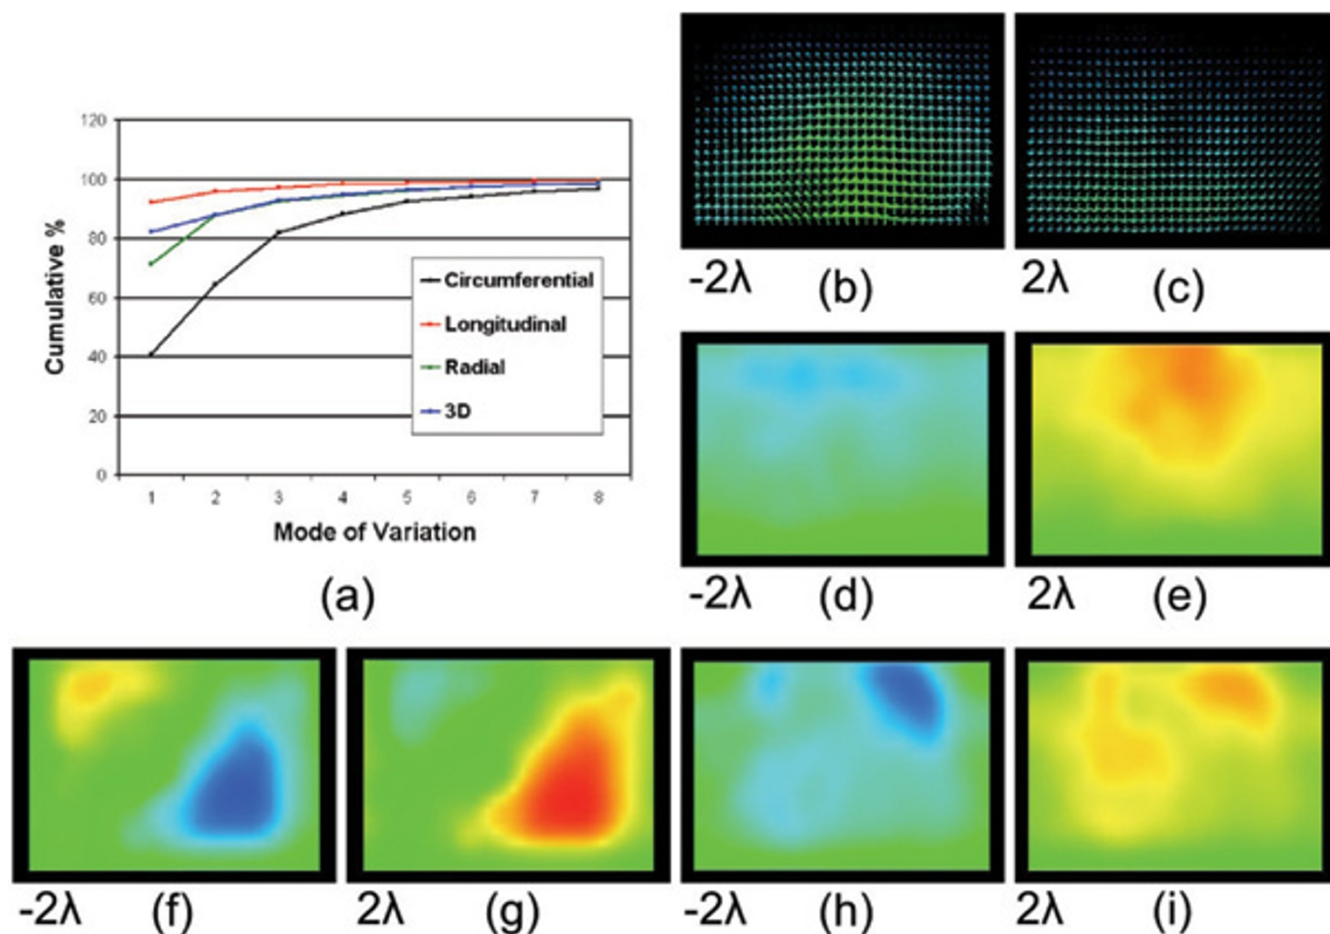 120
100
80
60
40
20
0
Cumulative %
Circumferential
Longitudinal
Radial
3D
1 2 3 4 5 6 7 8
Mode of Variation
(a)
-2λ (b) 2λ (c)
-2λ (d) 2λ (e)
-2λ (f) 2λ (g) -2λ (h) 2λ (i)